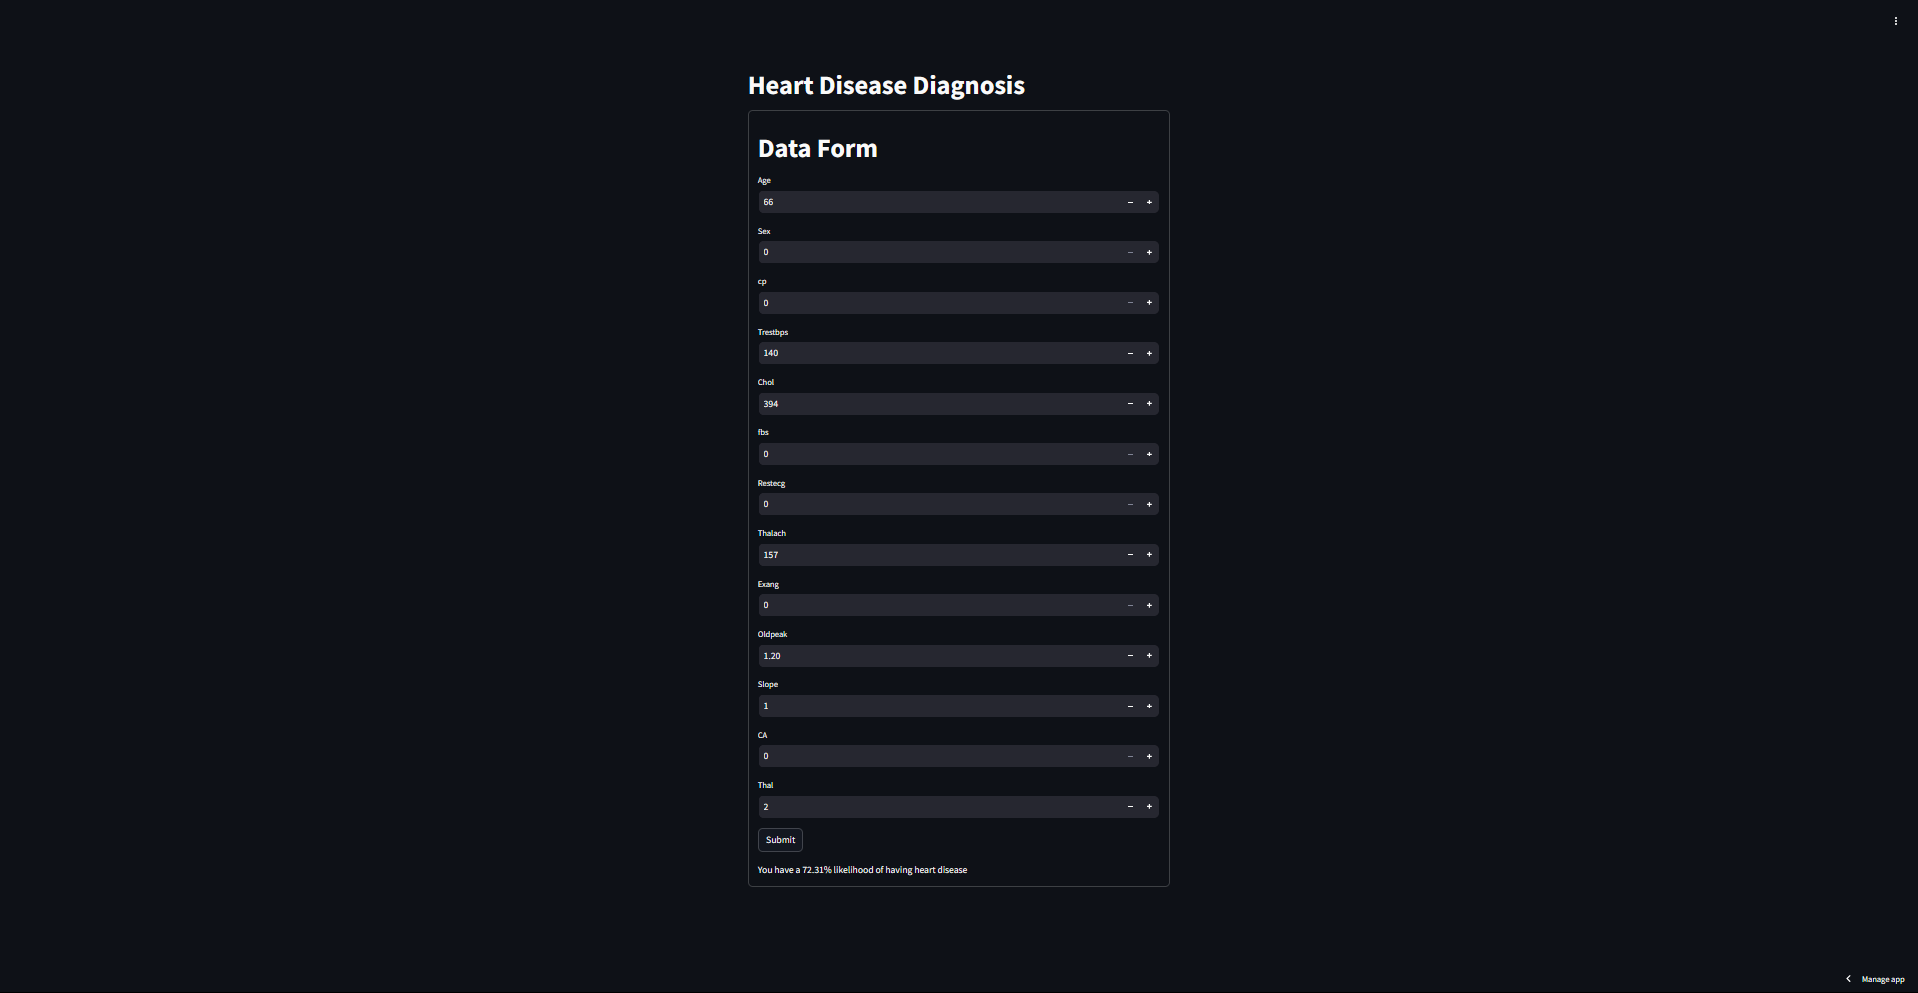 Heart Disease Diagnosis
Data Form
Age
66
Sex
0
cp
0
Trestbps
140
Chol
394
fbs
0
Restecg
0
Thalach
157
Exang
0
Oldpeak
1.20
Slope
1
CA
0
Thal
2
Submit
You have a 72.31% likelihood of having heart disease
Manage app